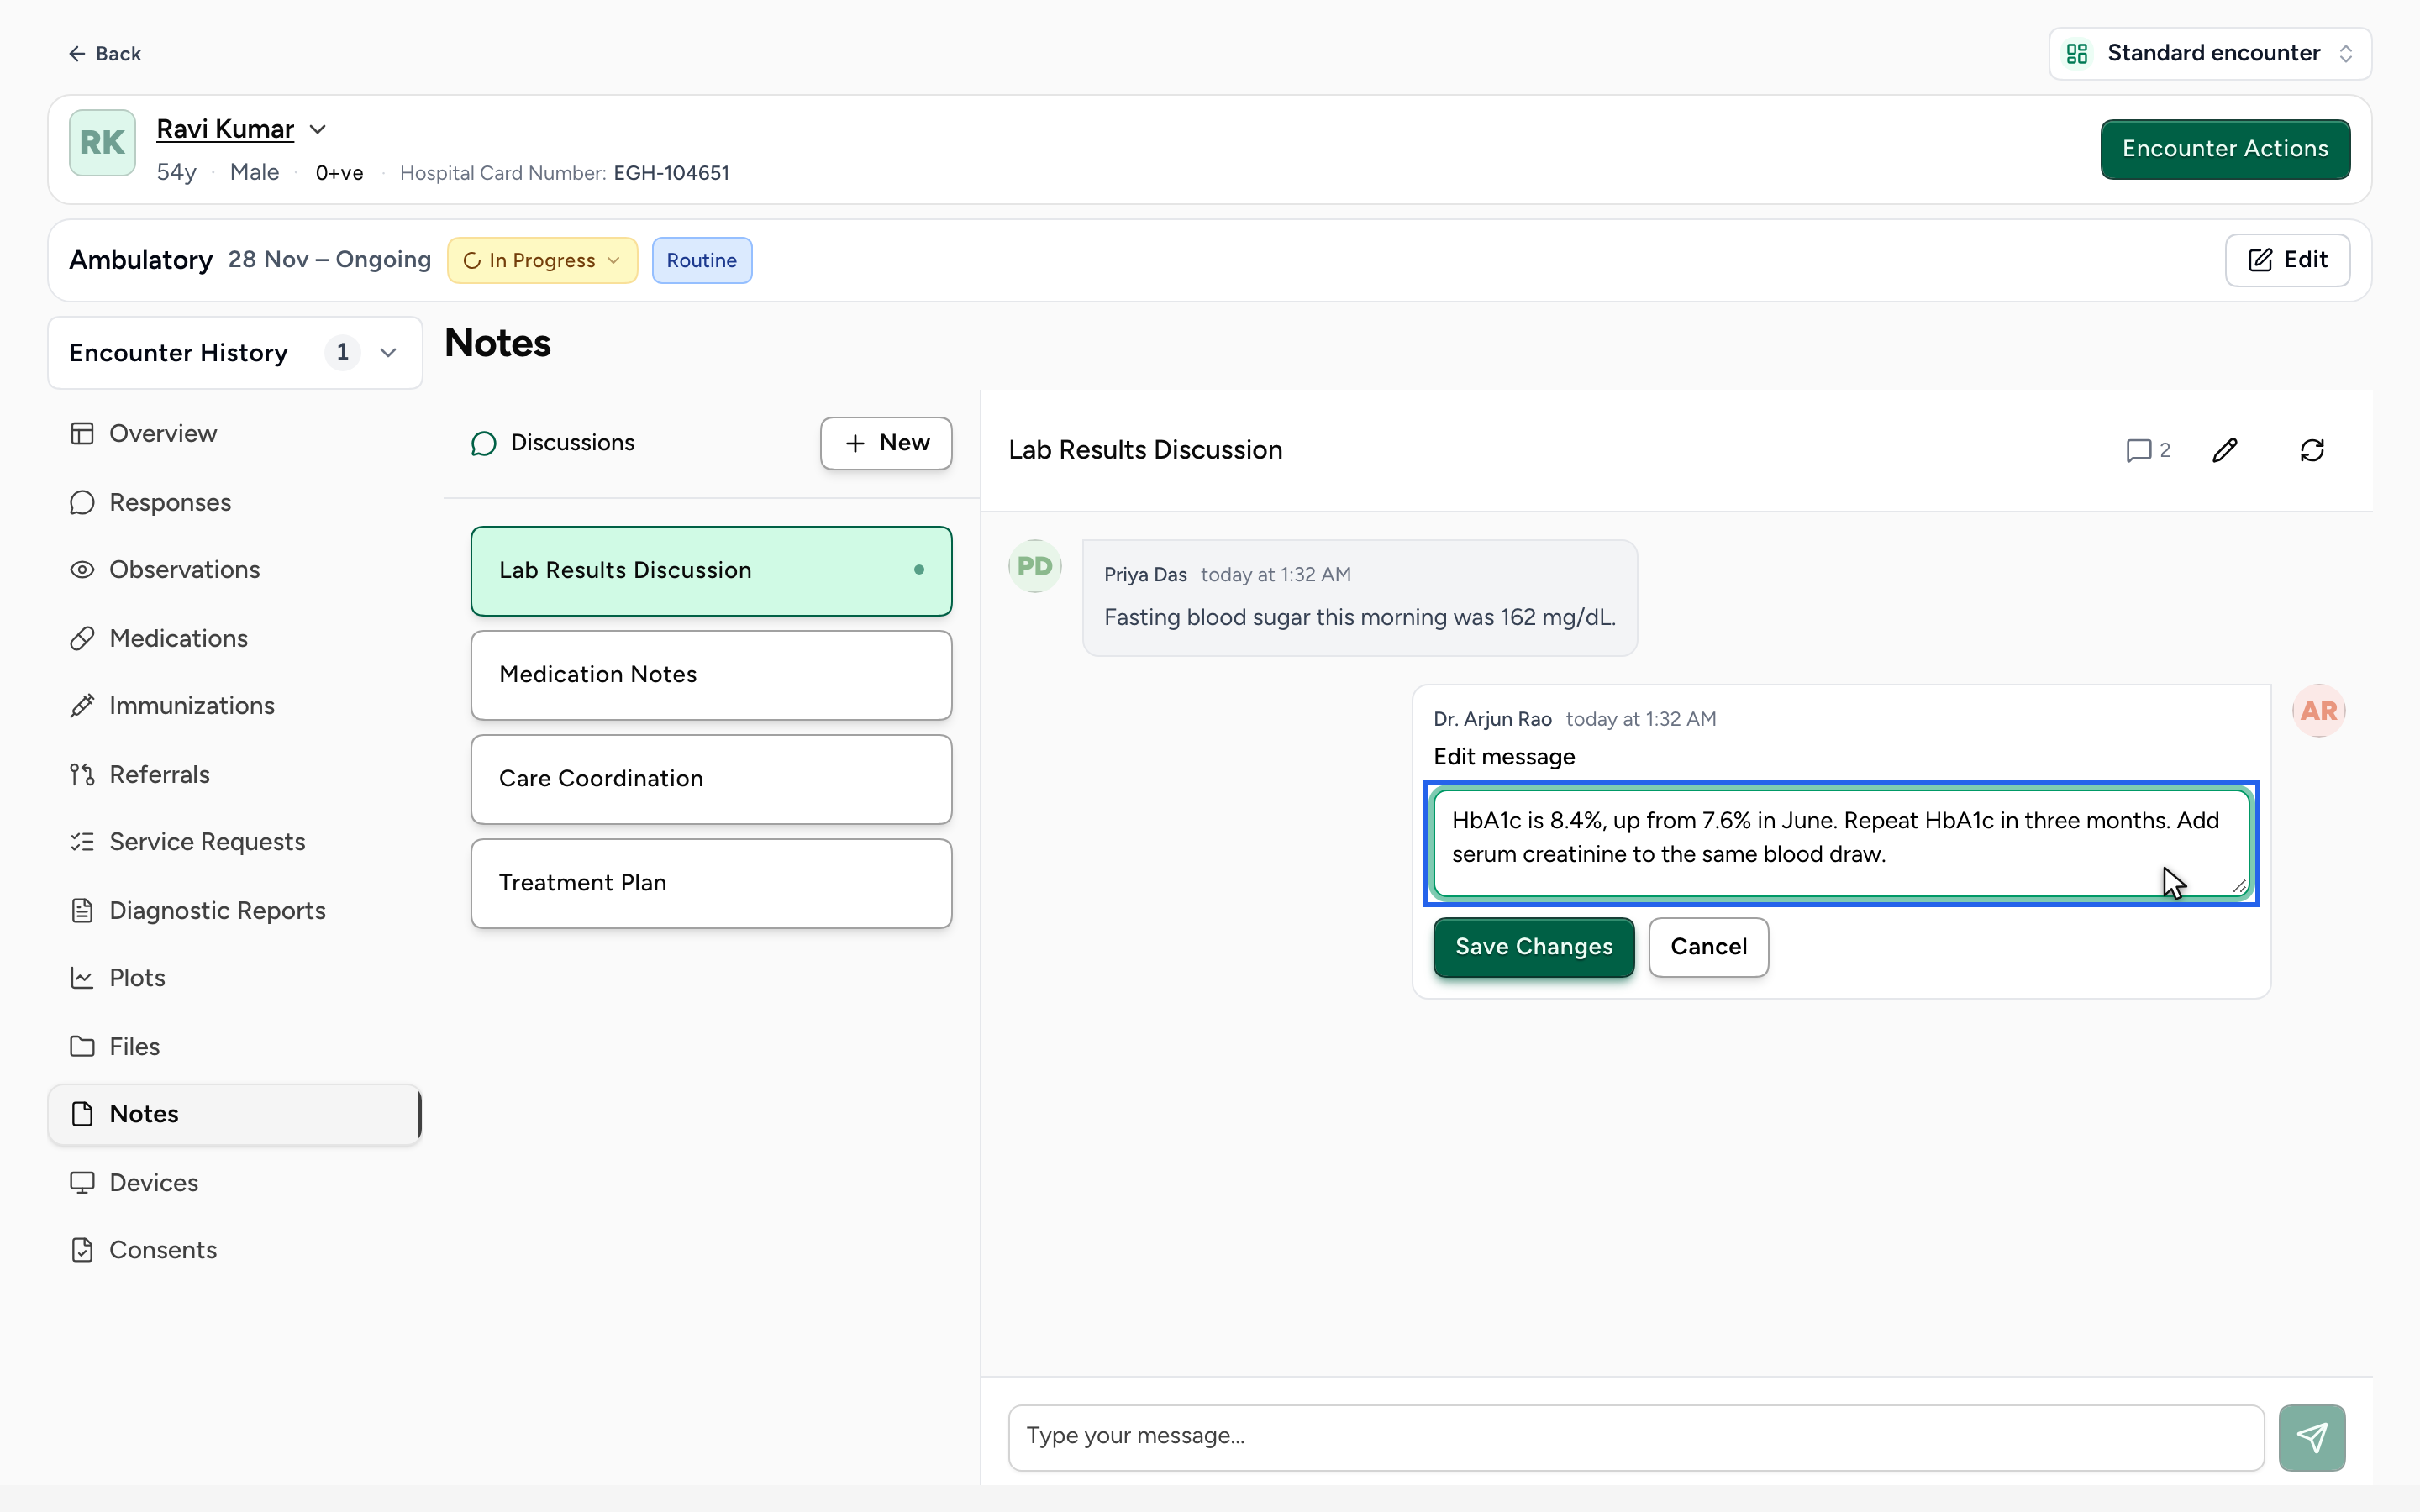 Back
Standard encounter
RK
Ravi Kumar
54y · Male · 0+ve · Hospital Card Number: EGH-104651
Encounter Actions
Ambulatory 28 Nov – Ongoing In Progress Routine
Edit
Encounter History 1
Overview
Responses
Observations
Medications
Immunizations
Referrals
Service Requests
Diagnostic Reports
Plots
Files
Notes
Devices
Consents
Notes
Discussions
+ New
Lab Results Discussion
Medication Notes
Care Coordination
Treatment Plan
Lab Results Discussion
2
PD
Priya Das today at 1:32 AM
Fasting blood sugar this morning was 162 mg/dL.
AR
Dr. Arjun Rao today at 1:32 AM
Edit message
HbA1c is 8.4%, up from 7.6% in June. Repeat HbA1c in three months. Add
serum creatinine to the same blood draw.
Save Changes
Cancel
Type your message...